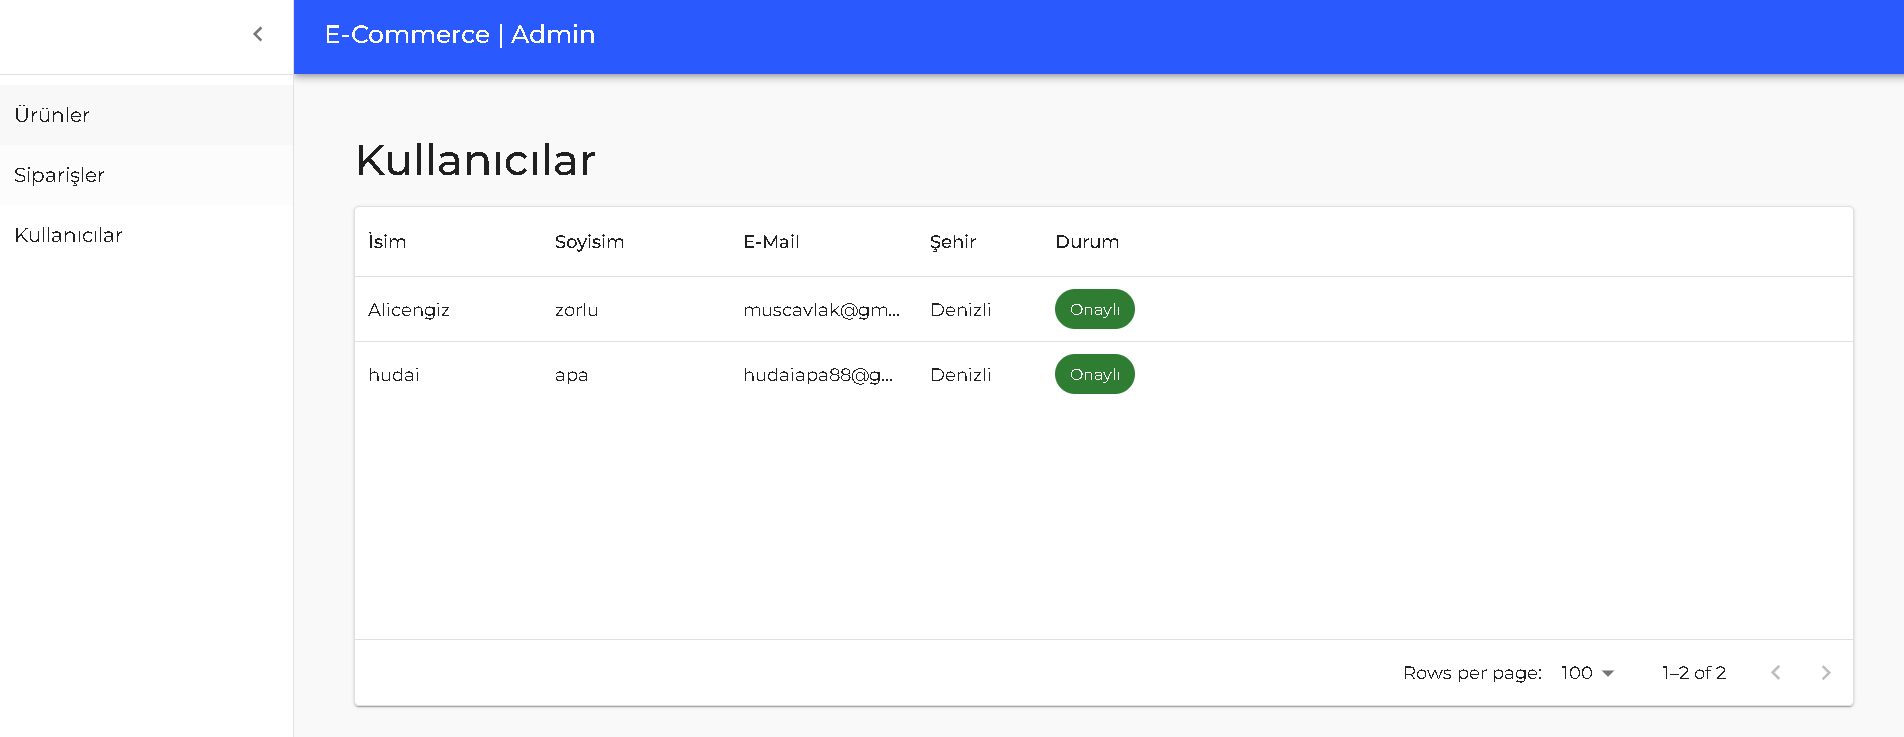 E-Commerce | Admin
Ürünler
Siparişler
Kullanıcılar
Kullanıcılar
İsim Soyisim E-Mail Şehir Durum
Alicengiz zorlu muscavlak@gm... Denizli Onaylı
hudai apa hudaiapa88@g... Denizli Onaylı
Rows per page: 100 1–2 of 2